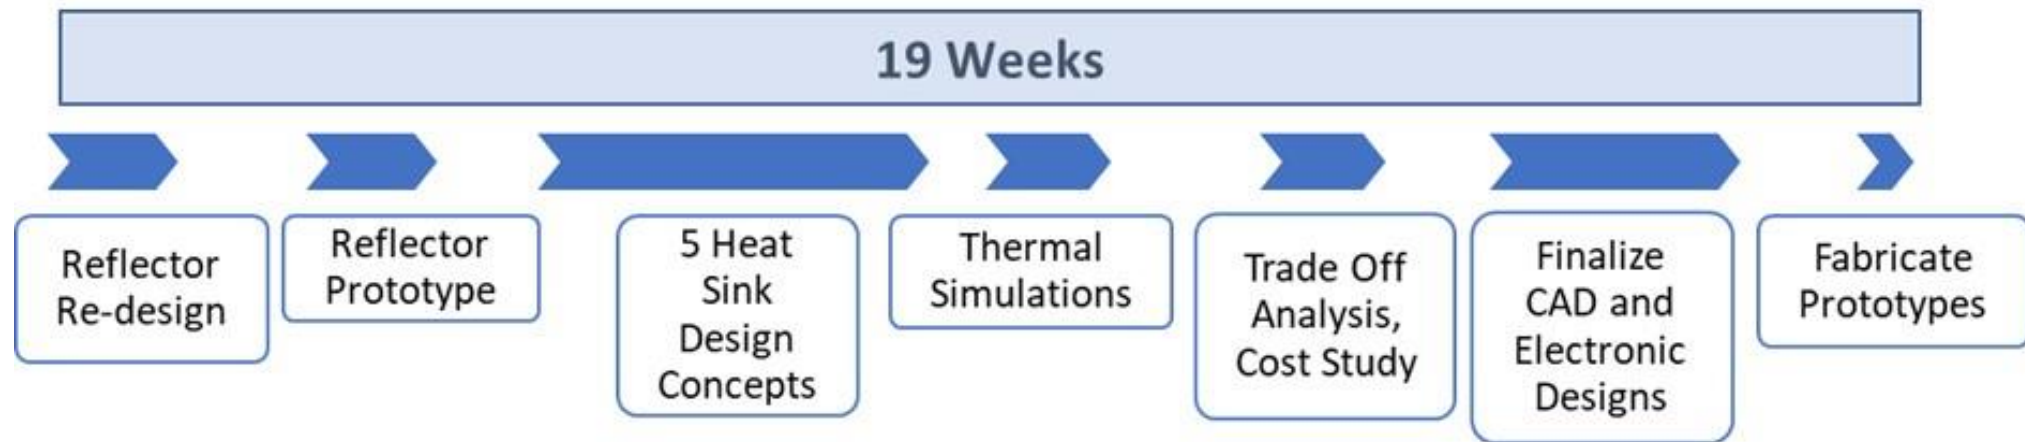 19 Weeks
Reflector
Re-design
Reflector
Prototype
5 Heat
Sink
Design
Concepts
Thermal
Simulations
Trade Off
Analysis,
Cost Study
Finalize
CAD and
Electronic
Designs
Fabricate
Prototypes